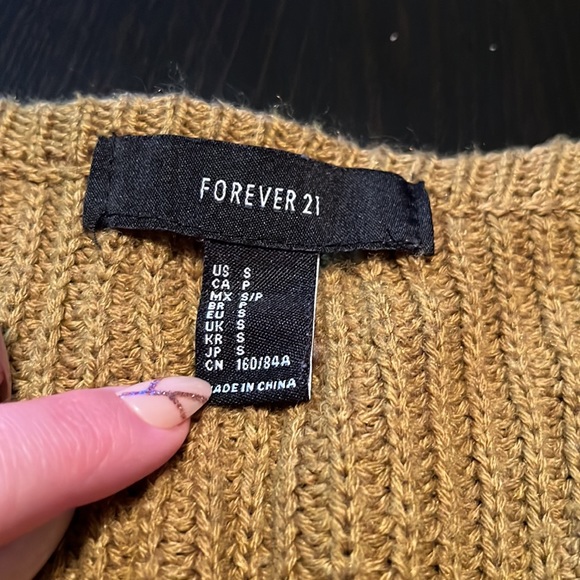 FOREVER 21
US S
CA P
MX S/P
BR P
EU S
UK S
KR S
JP S
CN 160/84A
MADE IN CHINA